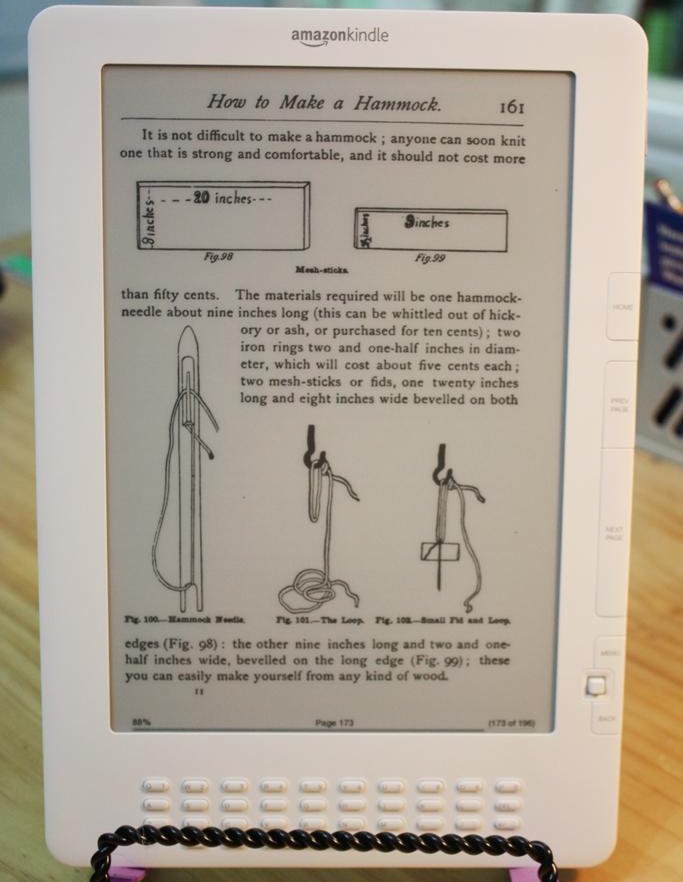 amazonkindle
How to Make a Hammock. 161
It is not difficult to make a hammock ; anyone can soon knit
one that is strong and comfortable, and it should not cost more
20 inches
9 inches
inches
Fig.98
Fig.99
Mesh-sticks.
than fifty cents. The materials required will be one hammock-
needle about nine inches long (this can be whittled out of hick-
ory or ash, or purchased for ten cents) ; two
iron rings two and one-half inches in diam-
eter, which will cost about five cents each ;
two mesh-sticks or fids, one twenty inches
long and eight inches wide bevelled on both
Fig. 100.—Hammock Needle.
Fig. 101.—The Loop.
Fig. 102.—Small Fid and Loop.
edges (Fig. 98) : the other nine inches long and two and one-
half inches wide, bevelled on the long edge (Fig. 99) ; these
you can easily make yourself from any kind of wood.
11
88%
Page 173
(173 of 196)
HOME
PREV
PAGE
NEXT
PAGE
MENU
BACK